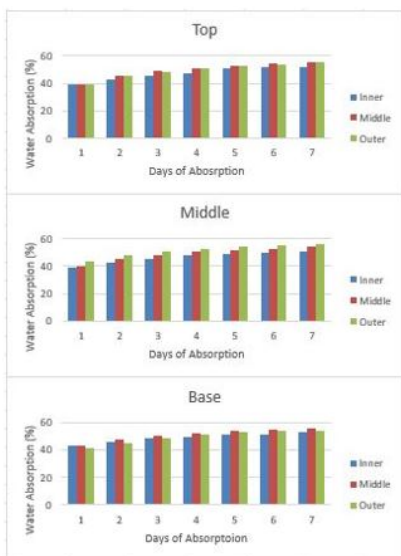 Top
Water Absorption (%)
60
40
20
0
1 2 3 4 5 6 7
Days of Abosrption
Inner
Middle
Outer
Middle
Water Absorption (%)
60
40
20
0
1 2 3 4 5 6 7
Days of Absorption
Inner
Middle
Outer
Base
Water Absorption (%)
60
40
20
0
1 2 3 4 5 6 7
Days of Absorptoion
Inner
Middle
Outer